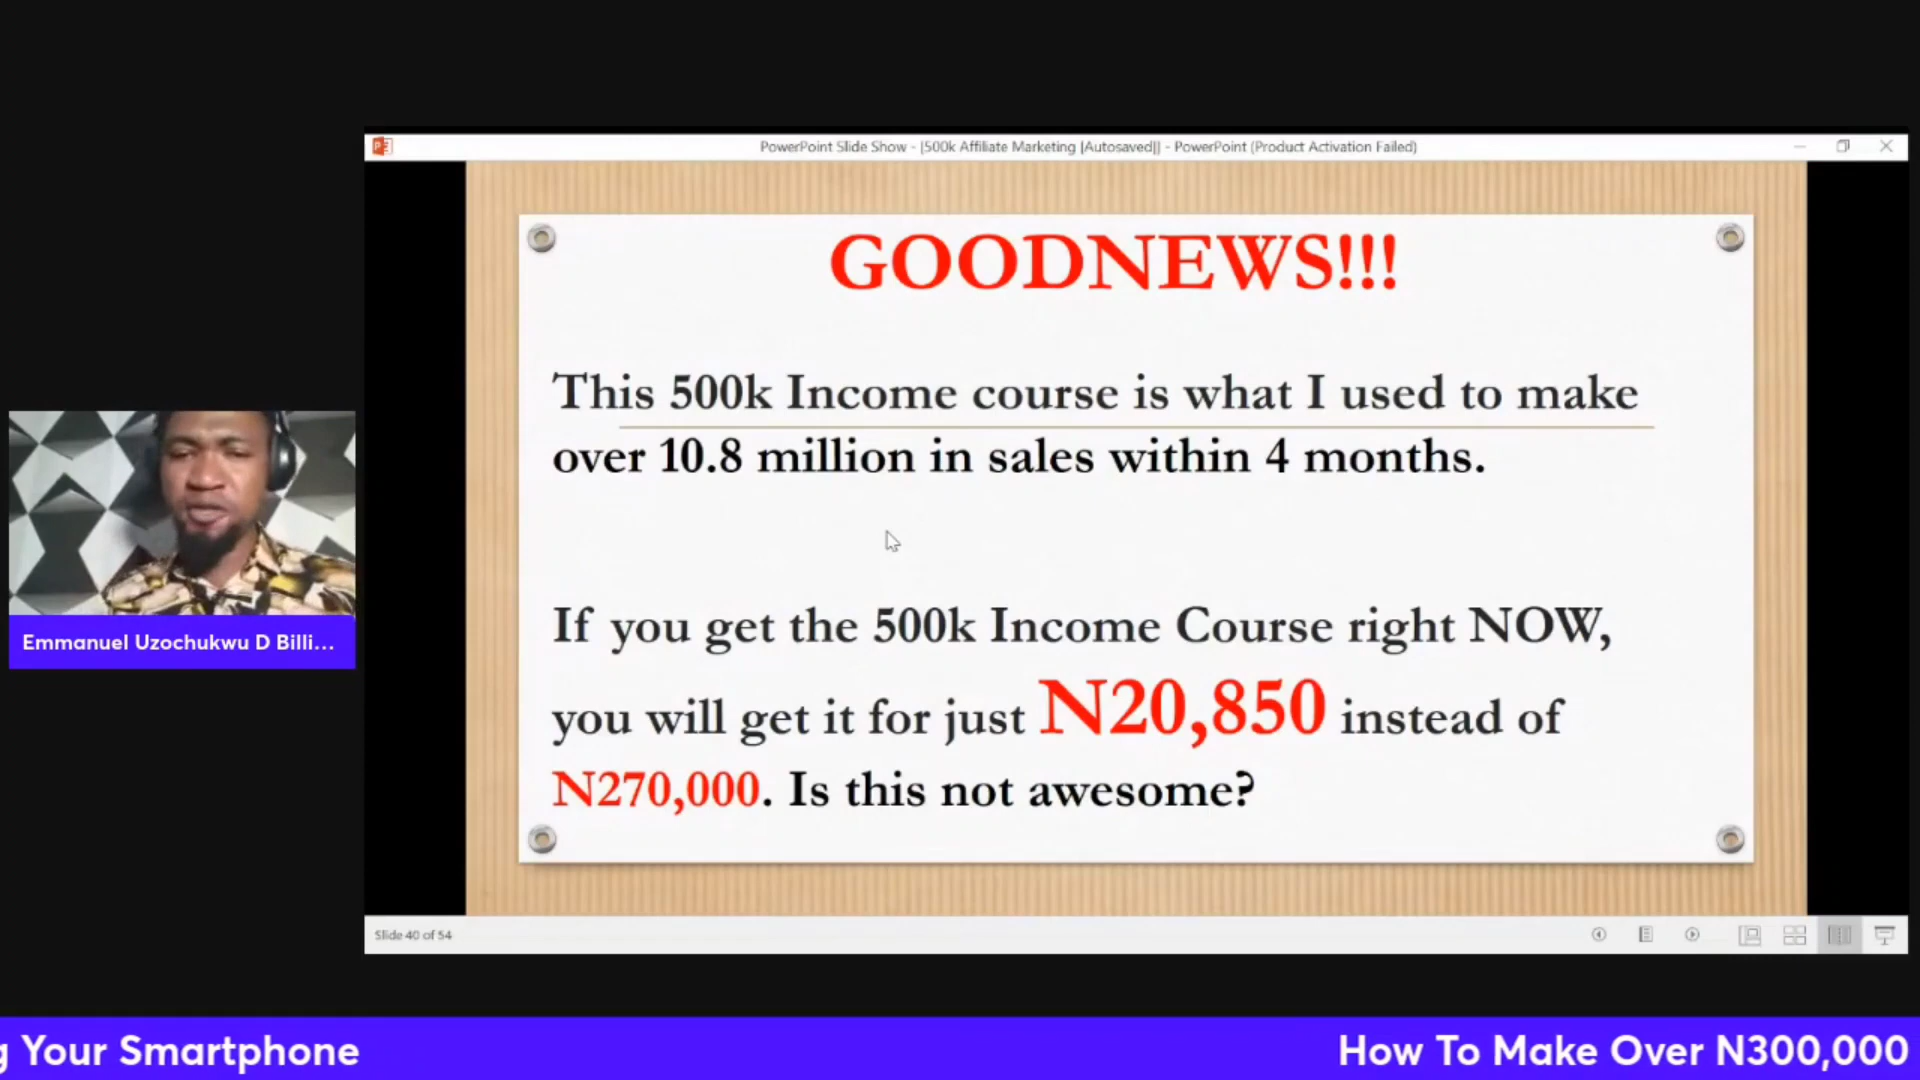 PowerPoint Slide Show - [500k Affiliate Marketing [Autosaved]] - PowerPoint (Product Activation Failed)
GOODNEWS!!!
This 500k Income course is what I used to make
over 10.8 million in sales within 4 months.
If you get the 500k Income Course right NOW,
you will get it for just N20,850 instead of
N270,000. Is this not awesome?
Emmanuel Uzochukwu D Billi...
Slide 40 of 54
g Your Smartphone
How To Make Over N300,000